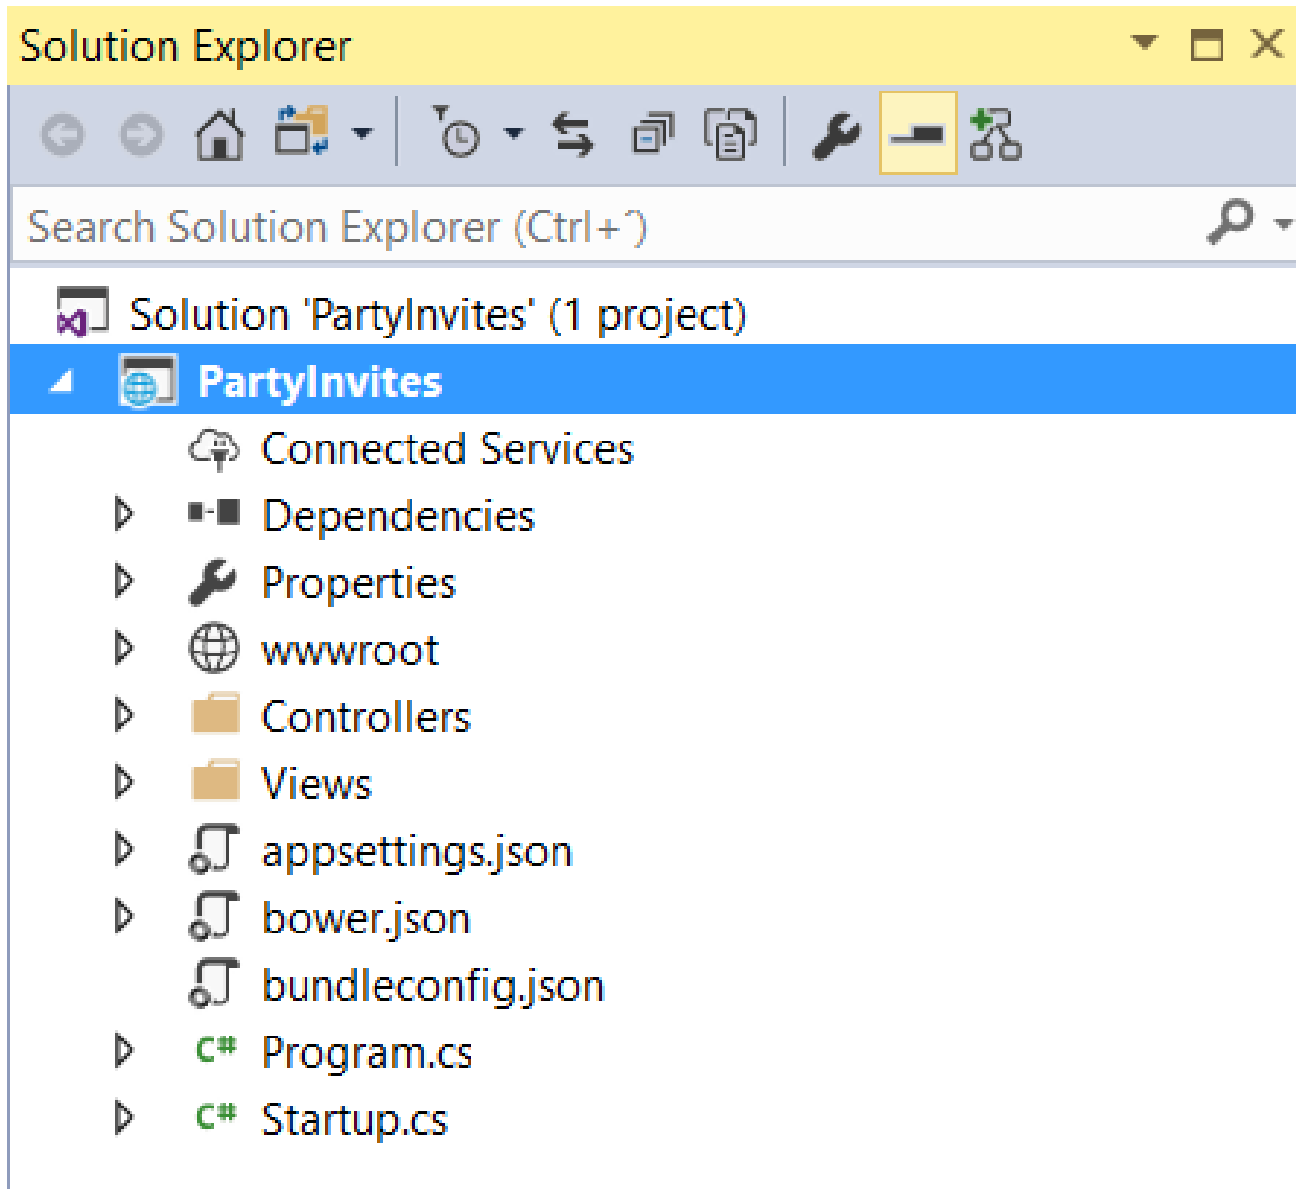 Solution Explorer
Search Solution Explorer (Ctrl+´)
Solution 'PartyInvites' (1 project)
PartyInvites
Connected Services
Dependencies
Properties
wwwroot
Controllers
Views
appsettings.json
bower.json
bundleconfig.json
C# Program.cs
C# Startup.cs